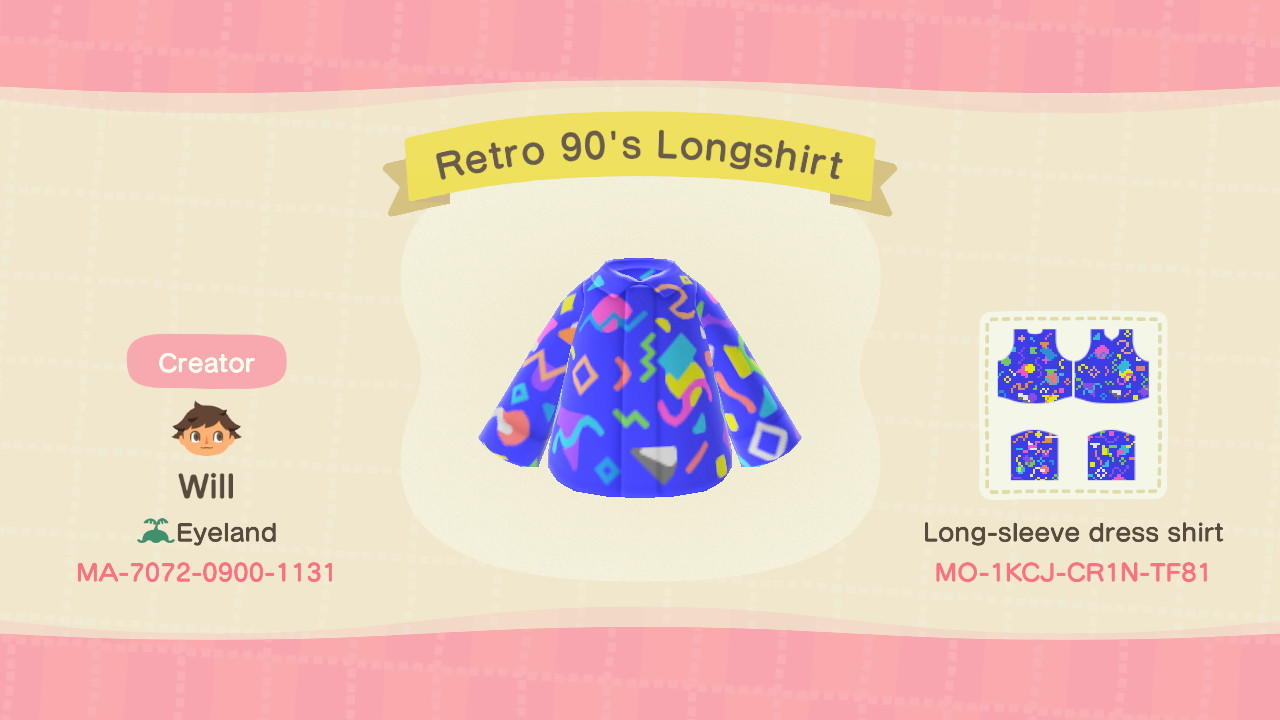 Retro 90's Longshirt
Creator
Will
Eyeland
MA-7072-0900-1131
Long-sleeve dress shirt
MO-1KCJ-CR1N-TF81